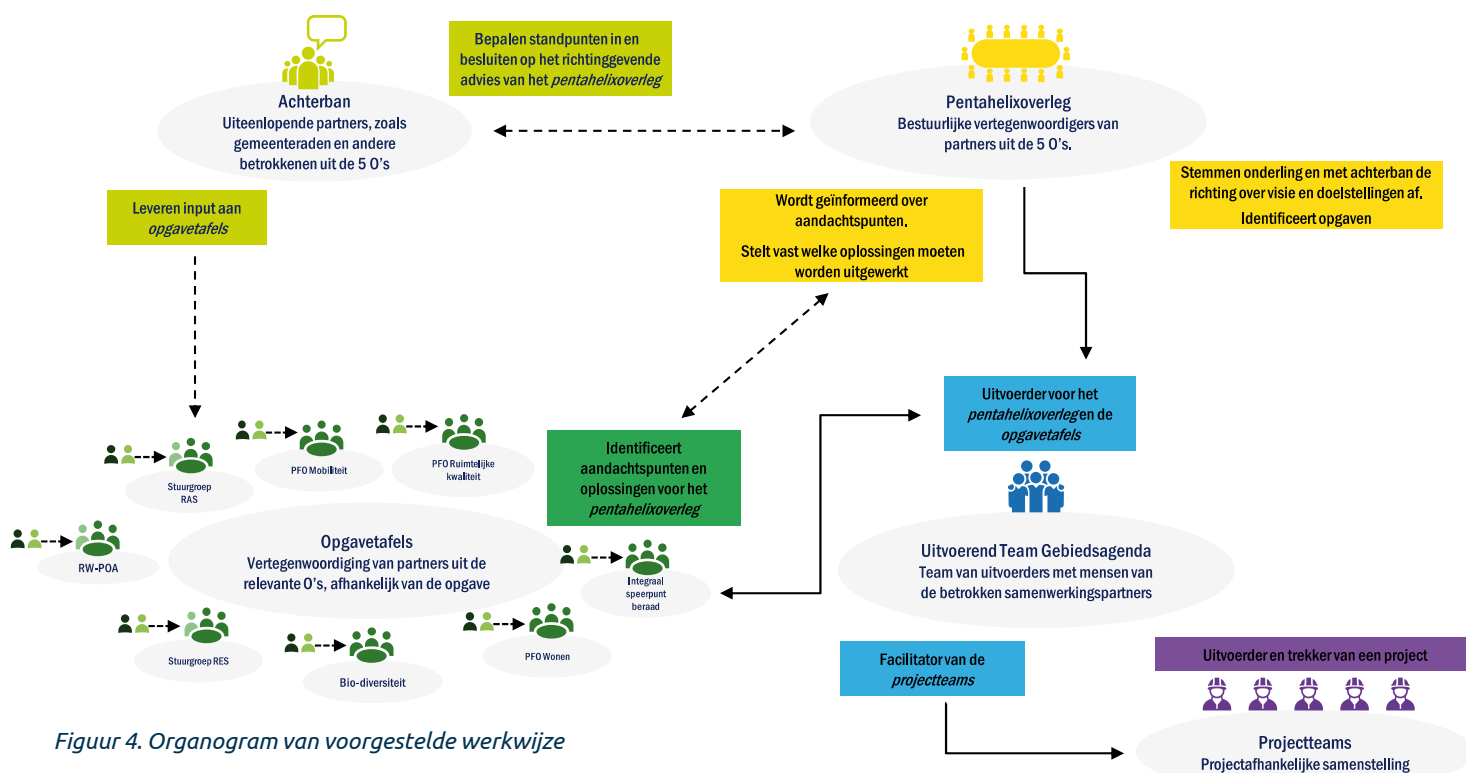 Bepalen standpunten in en
besluiten op het richtinggevende
advies van het pentahelixoverleg
Achterban
Uiteenlopende partners, zoals
gemeenteraden en andere
betrokkenen uit de 5 O's
Pentahelixoverleg
Bestuurlijke vertegenwoordigers van
partners uit de 5 O's.
Stemmen onderling en met achterban de
richting over visie en doelstellingen af.
Identificeert opgaven
Leveren input aan
opgavetafels
Wordt geïnformeerd over
aandachtspunten.
Stelt vast welke oplossingen moeten
worden uitgewerkt
Uitvoerder voor het
pentahelixoverleg en de
opgavetafels
Identificeert
aandachtspunten en
oplossingen voor het
pentahelixoverleg
Stuurgroep
RAS
PFO Mobiliteit
PFO Ruimtelijke
kwaliteit
RW-POA
Opgavetafels
Vertegenwoordiging van partners uit de
relevante O's, afhankelijk van de opgave
Integraal
speerpunt
beraad
Stuurgroep RES
Bio-diversiteit
PFO Wonen
Uitvoerend Team Gebiedsagenda
Team van uitvoerders met mensen van
de betrokken samenwerkingspartners
Facilitator van de
projectteams
Uitvoerder en trekker van een project
Projectteams
Projectafhankelijke samenstelling
Figuur 4. Organogram van voorgestelde werkwijze